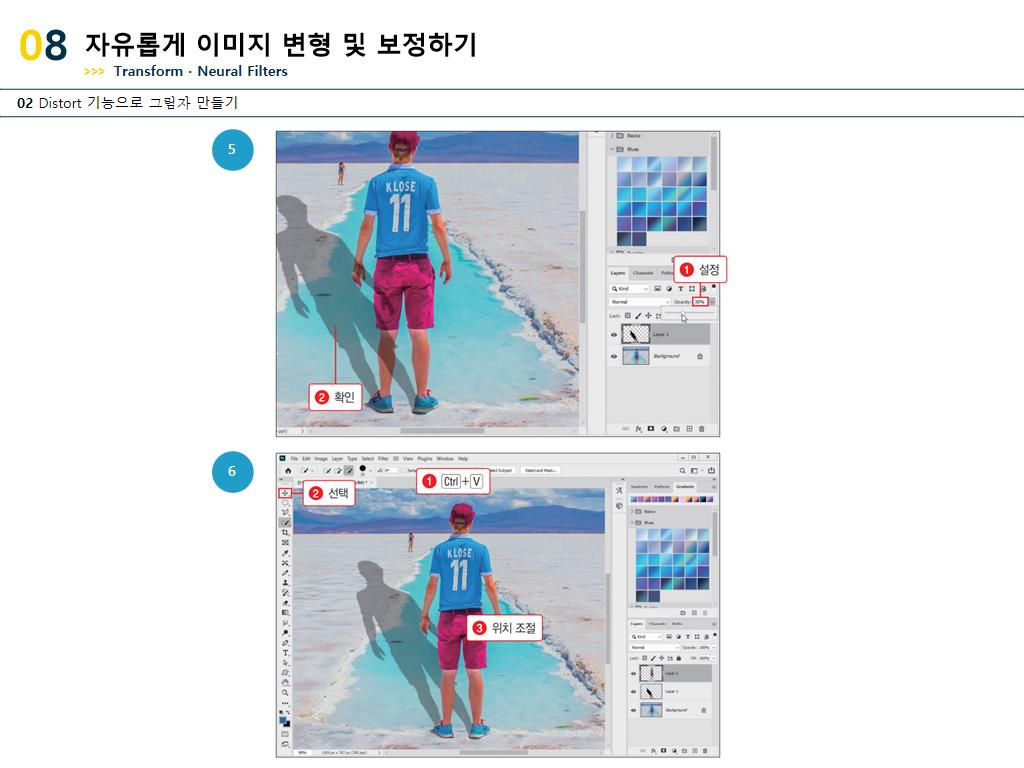 08 자유롭게 이미지 변형 및 보정하기
>>> Transform · Neural Filters
02 Distort 기능으로 그림자 만들기
5
KLOSE
11
Basics
Blues
1 설정
Layers Channels Paths
Kind
Normal Opacity: 30%
Lock:
Layer 1
Background
2 확인
6
File Edit Image Layer Type Select Filter 3D View Plugins Window Help
Select and Mask...
1 Ctrl+V
2 선택
Swatches Patterns Gradients
Basics
Blues
KLOSE
11
3 위치 조절
Layers Channels Paths
Kind
Normal Opacity: 100%
Lock: Fill: 100%
Layer 2
Layer 1
Background